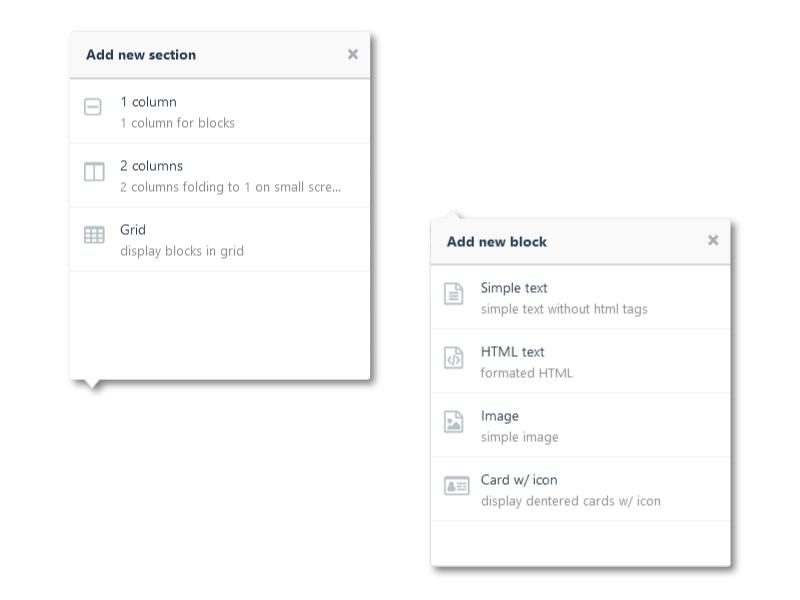 Add new section
1 column
1 column for blocks
2 columns
2 columns folding to 1 on small scre...
Grid
display blocks in grid
Add new block
Simple text
simple text without html tags
HTML text
formated HTML
Image
simple image
Card w/ icon
display dentered cards w/ icon